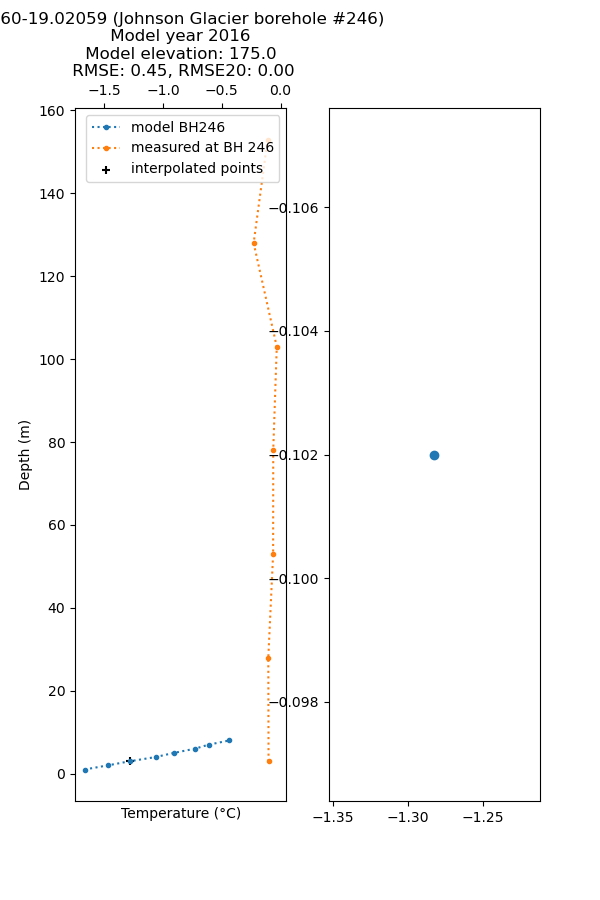 60-19.02059 (Johnson Glacier borehole #246)
Model year 2016
Model elevation: 175.0
RMSE: 0.45, RMSE20: 0.00
−1.5 −1.0 −0.5 0.0
model BH246
measured at BH 246
interpolated points
160
140
120
100
80
60
40
20
0
Depth (m)
Temperature (°C)
−0.106
−0.104
−0.102
−0.100
−0.098
−1.35 −1.30 −1.25